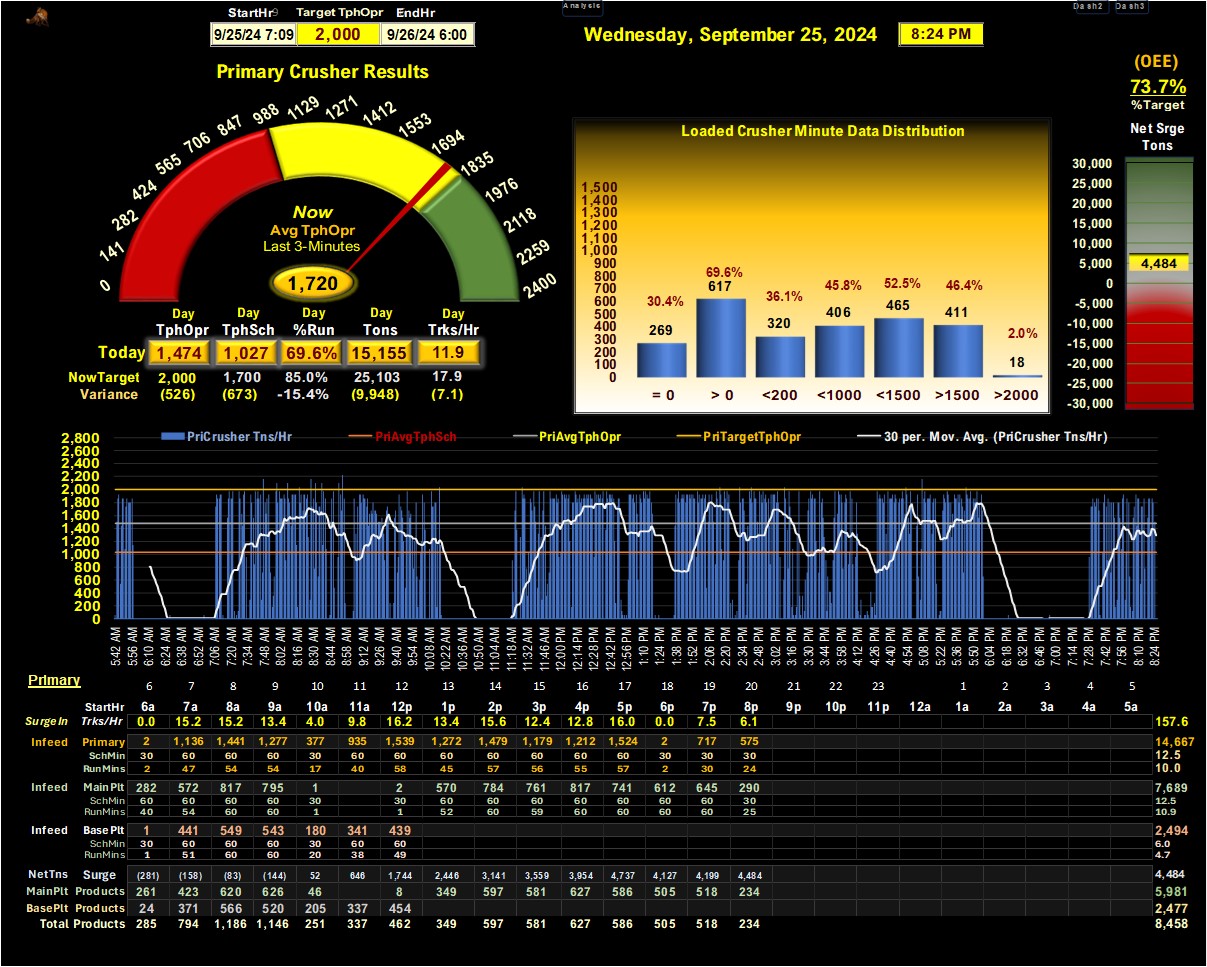 Analysis
Dash2 Dash3
StartHr Target TphOpr EndHr
9/25/24 7:09 2,000 9/26/24 6:00
Wednesday, September 25, 2024 8:24 PM
Primary Crusher Results
(OEE)
73.7%
%Target
Net Srge
Tons
0 141 282 424 565 706 847 988 1129 1271 1412 1553 1694 1835 1976 2118 2259 2400
Now
Avg TphOpr
Last 3-Minutes
1,720
Day Day Day Day Day
TphOpr TphSch %Run Tons Trks/Hr
Today 1,474 1,027 69.6% 15,155 11.9
NowTarget 2,000 1,700 85.0% 25,103 17.9
Variance (526) (673) -15.4% (9,948) (7.1)
Loaded Crusher Minute Data Distribution
1,500
1,400
1,300
1,200
1,100
1,000
900
800
700
600
500
400
300
200
100
0
30.4% 69.6% 36.1% 45.8% 52.5% 46.4% 2.0%
269 617 320 406 465 411 18
= 0 > 0 <200 <1000 <1500 >1500 >2000
30,000
25,000
20,000
15,000
10,000
5,000
0
-5,000
-10,000
-15,000
-20,000
-25,000
-30,000
4,484
PriCrusher Tns/Hr PriAvgTphSch PriAvgTphOpr PriTargetTphOpr 30 per. Mov. Avg. (PriCrusher Tns/Hr)
2,800
2,600
2,400
2,200
2,000
1,800
1,600
1,400
1,200
1,000
800
600
400
200
0
5:42 AM 5:56 AM 6:10 AM 6:24 AM 6:38 AM 6:52 AM 7:06 AM 7:20 AM 7:34 AM 7:48 AM 8:02 AM 8:16 AM 8:30 AM 8:44 AM 8:58 AM 9:12 AM 9:26 AM 9:40 AM 9:54 AM 10:08 AM 10:22 AM 10:36 AM 10:50 AM 11:04 AM 11:18 AM 11:32 AM 11:46 AM 12:00 PM 12:14 PM 12:28 PM 12:42 PM 12:56 PM 1:10 PM 1:24 PM 1:38 PM 1:52 PM 2:06 PM 2:20 PM 2:34 PM 2:48 PM 3:02 PM 3:16 PM 3:30 PM 3:44 PM 3:58 PM 4:12 PM 4:26 PM 4:40 PM 4:54 PM 5:08 PM 5:22 PM 5:36 PM 5:50 PM 6:04 PM 6:18 PM 6:32 PM 6:46 PM 7:00 PM 7:14 PM 7:28 PM 7:42 PM 7:56 PM 8:10 PM 8:24 PM
Primary 6 7 8 9 10 11 12 13 14 15 16 17 18 19 20 21 22 23 1 2 3 4 5
StartHr 6a 7a 8a 9a 10a 11a 12p 1p 2p 3p 4p 5p 6p 7p 8p 9p 10p 11p 12a 1a 2a 3a 4a 5a
SurgeIn Trks/Hr 0.0 15.2 15.2 13.4 4.0 9.8 16.2 13.4 15.6 12.4 12.8 16.0 0.0 7.5 6.1 157.6
Infeed Primary 2 1,136 1,441 1,277 377 935 1,539 1,272 1,479 1,179 1,212 1,524 2 717 575 14,667
SchMin 30 60 60 60 30 60 60 60 60 60 60 60 30 30 30 12.5
RunMins 2 47 54 54 17 40 58 45 57 56 55 57 2 30 24 10.0
Infeed MainPlt 282 572 817 795 1 2 570 784 761 817 741 612 645 290 7,689
SchMin 60 60 60 60 30 30 60 60 60 60 60 60 60 30 12.5
RunMins 40 54 60 60 1 1 52 60 59 60 60 60 60 25 10.9
Infeed BasePlt 1 441 549 543 180 341 439 2,494
SchMin 30 60 60 60 30 60 60 6.0
RunMins 1 51 60 60 20 38 49 4.7
NetTns Surge (281) (158) (83) (144) 52 646 1,744 2,446 3,141 3,559 3,954 4,737 4,127 4,199 4,484 4,484
MainPlt Products 261 423 620 626 46 8 349 597 581 627 586 505 518 234 5,981
BasePlt Products 24 371 566 520 205 337 454 2,477
Total Products 285 794 1,186 1,146 251 337 462 349 597 581 627 586 505 518 234 8,458